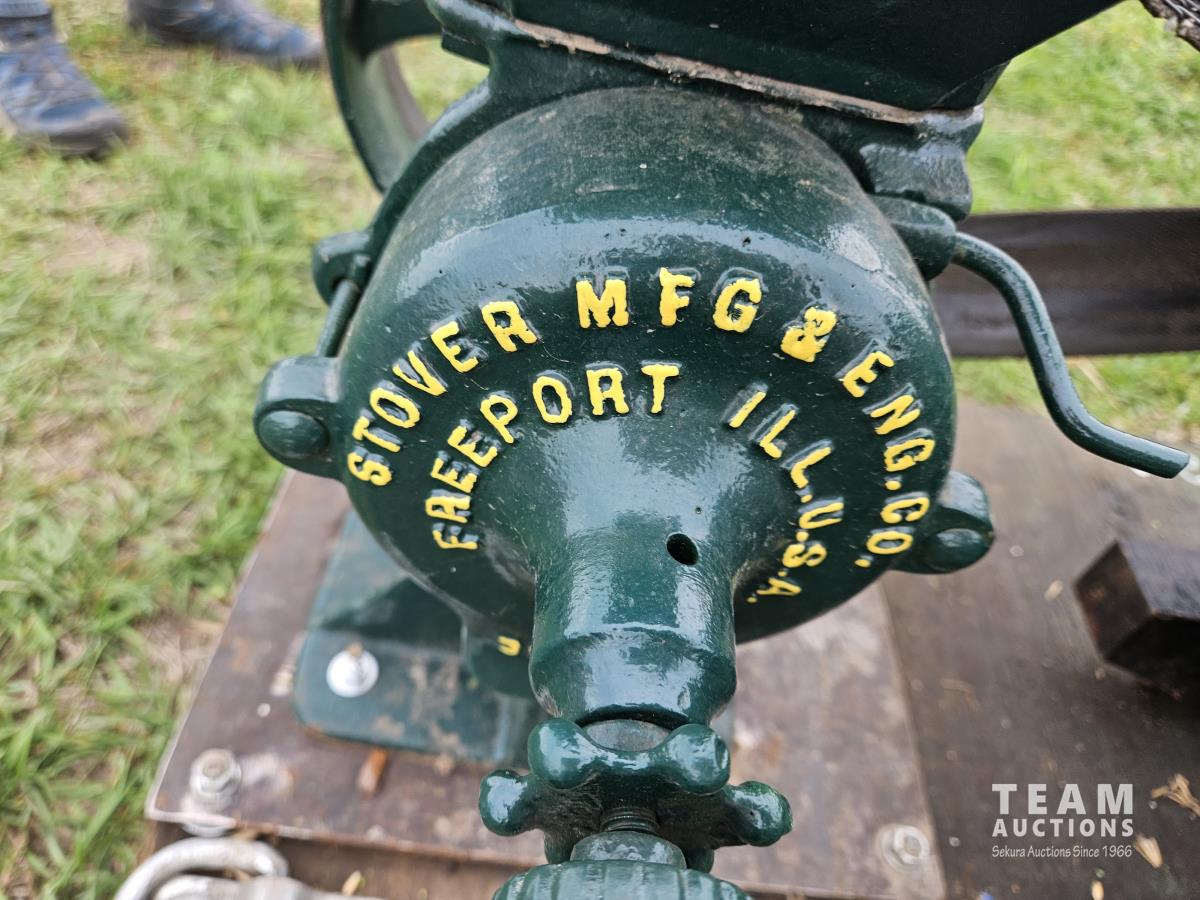 STOVER MFG & ENG. CO.
FREEPORT ILL. U.S.A.
TEAM
AUCTIONS
Sekura Auctions Since 1966